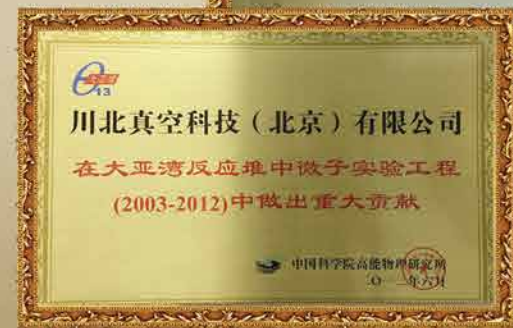 θ13
川北真空科技（北京）有限公司
在大亚湾反应堆中微子实验工程
(2003-2012)中做出重大贡献
中国科学院高能物理研究所
年六月